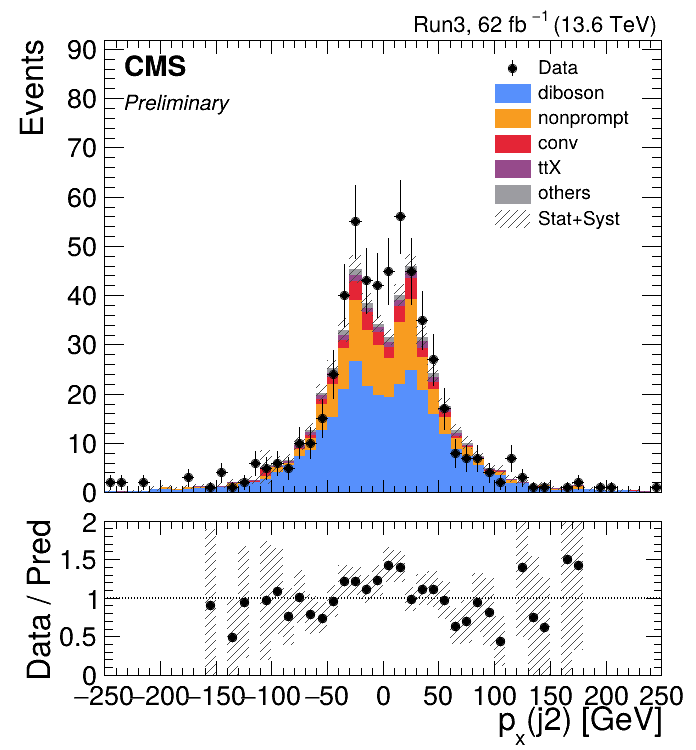 Run3, 62 fb⁻¹ (13.6 TeV)
CMS
Preliminary
Events
90
80
70
60
50
40
30
20
10
0
Data
diboson
nonprompt
conv
ttX
others
Stat+Syst
Data / Pred
2
1.5
1
0.5
0
−250 −200 −150 −100 −50 0 50 100 150 200 250
pₓ(j2) [GeV]